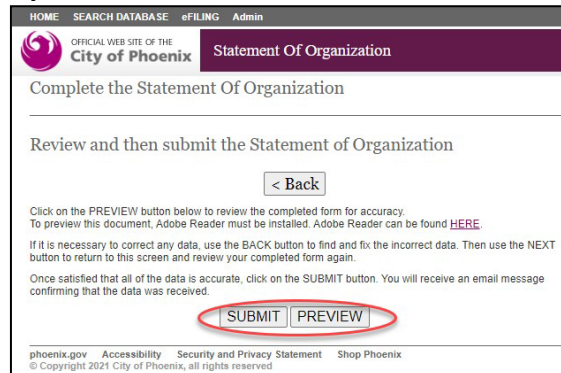 HOME SEARCH DATABASE eFILING Admin
OFFICIAL WEB SITE OF THE
City of Phoenix
Statement Of Organization
Complete the Statement Of Organization
Review and then submit the Statement of Organization
< Back
Click on the PREVIEW button below to review the completed form for accuracy.
To preview this document, Adobe Reader must be installed. Adobe Reader can be found HERE.
If it is necessary to correct any data, use the BACK button to find and fix the incorrect data. Then use the NEXT
button to return to this screen and review your completed form again.
Once satisfied that all of the data is accurate, click on the SUBMIT button. You will receive an email message
confirming that the data was received.
SUBMIT PREVIEW
phoenix.gov Accessibility Security and Privacy Statement Shop Phoenix
© Copyright 2021 City of Phoenix, all rights reserved